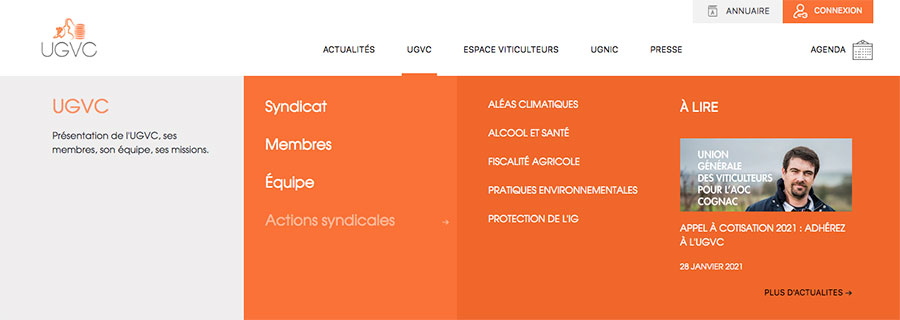 ANNUAIRE
CONNEXION
UGVC
ACTUALITÉS
UGVC
ESPACE VITICULTEURS
UGNIC
PRESSE
AGENDA
UGVC
Présentation de l'UGVC, ses
membres, son équipe, ses missions.
Syndicat
Membres
Équipe
Actions syndicales →
ALÉAS CLIMATIQUES
ALCOOL ET SANTÉ
FISCALITÉ AGRICOLE
PRATIQUES ENVIRONNEMENTALES
PROTECTION DE L'IG
À LIRE
UNION
GÉNÉRALE
DES VITICULTEURS
POUR L'AOC
COGNAC
APPEL À COTISATION 2021 : ADHÉREZ
À L'UGVC
28 JANVIER 2021
PLUS D'ACTUALITES →